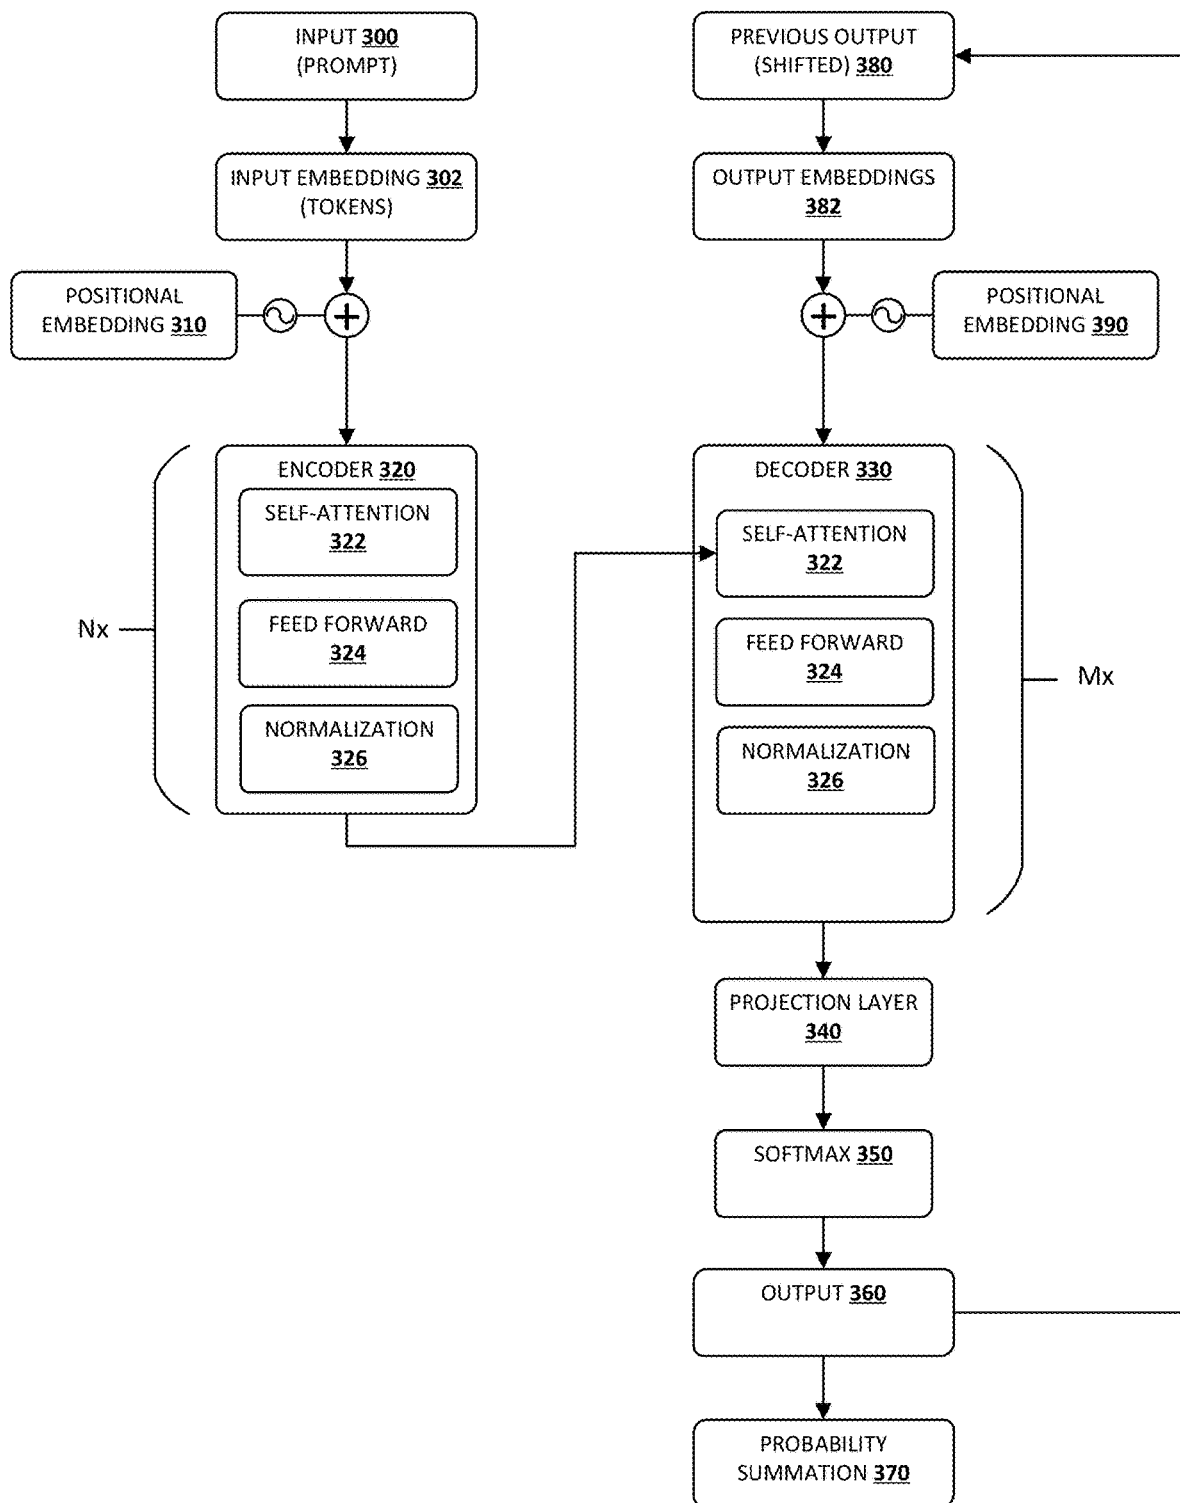 INPUT 300
(PROMPT)
INPUT EMBEDDING 302
(TOKENS)
POSITIONAL
EMBEDDING 310
Nx
ENCODER 320
SELF-ATTENTION
322
FEED FORWARD
324
NORMALIZATION
326
PREVIOUS OUTPUT
(SHIFTED) 380
OUTPUT EMBEDDINGS
382
POSITIONAL
EMBEDDING 390
DECODER 330
SELF-ATTENTION
322
FEED FORWARD
324
NORMALIZATION
326
Mx
PROJECTION LAYER
340
SOFTMAX 350
OUTPUT 360
PROBABILITY
SUMMATION 370